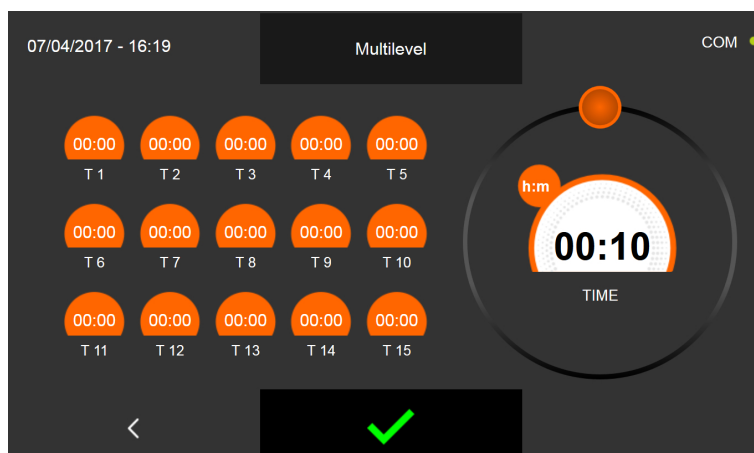 07/04/2017 - 16:19
Multilevel
COM
00:00 00:00 00:00 00:00 00:00
T 1 T 2 T 3 T 4 T 5
00:00 00:00 00:00 00:00 00:00
T 6 T 7 T 8 T 9 T 10
00:00 00:00 00:00 00:00 00:00
T 11 T 12 T 13 T 14 T 15
h:m
00:10
TIME